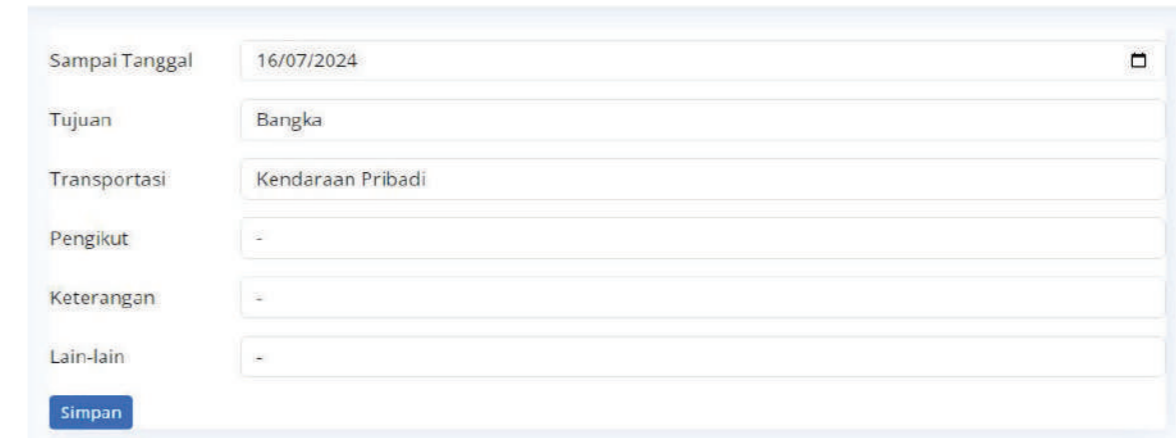 Sampai Tanggal 16/07/2024
Tujuan Bangka
Transportasi Kendaraan Pribadi
Pengikut -
Keterangan -
Lain-lain -
Simpan